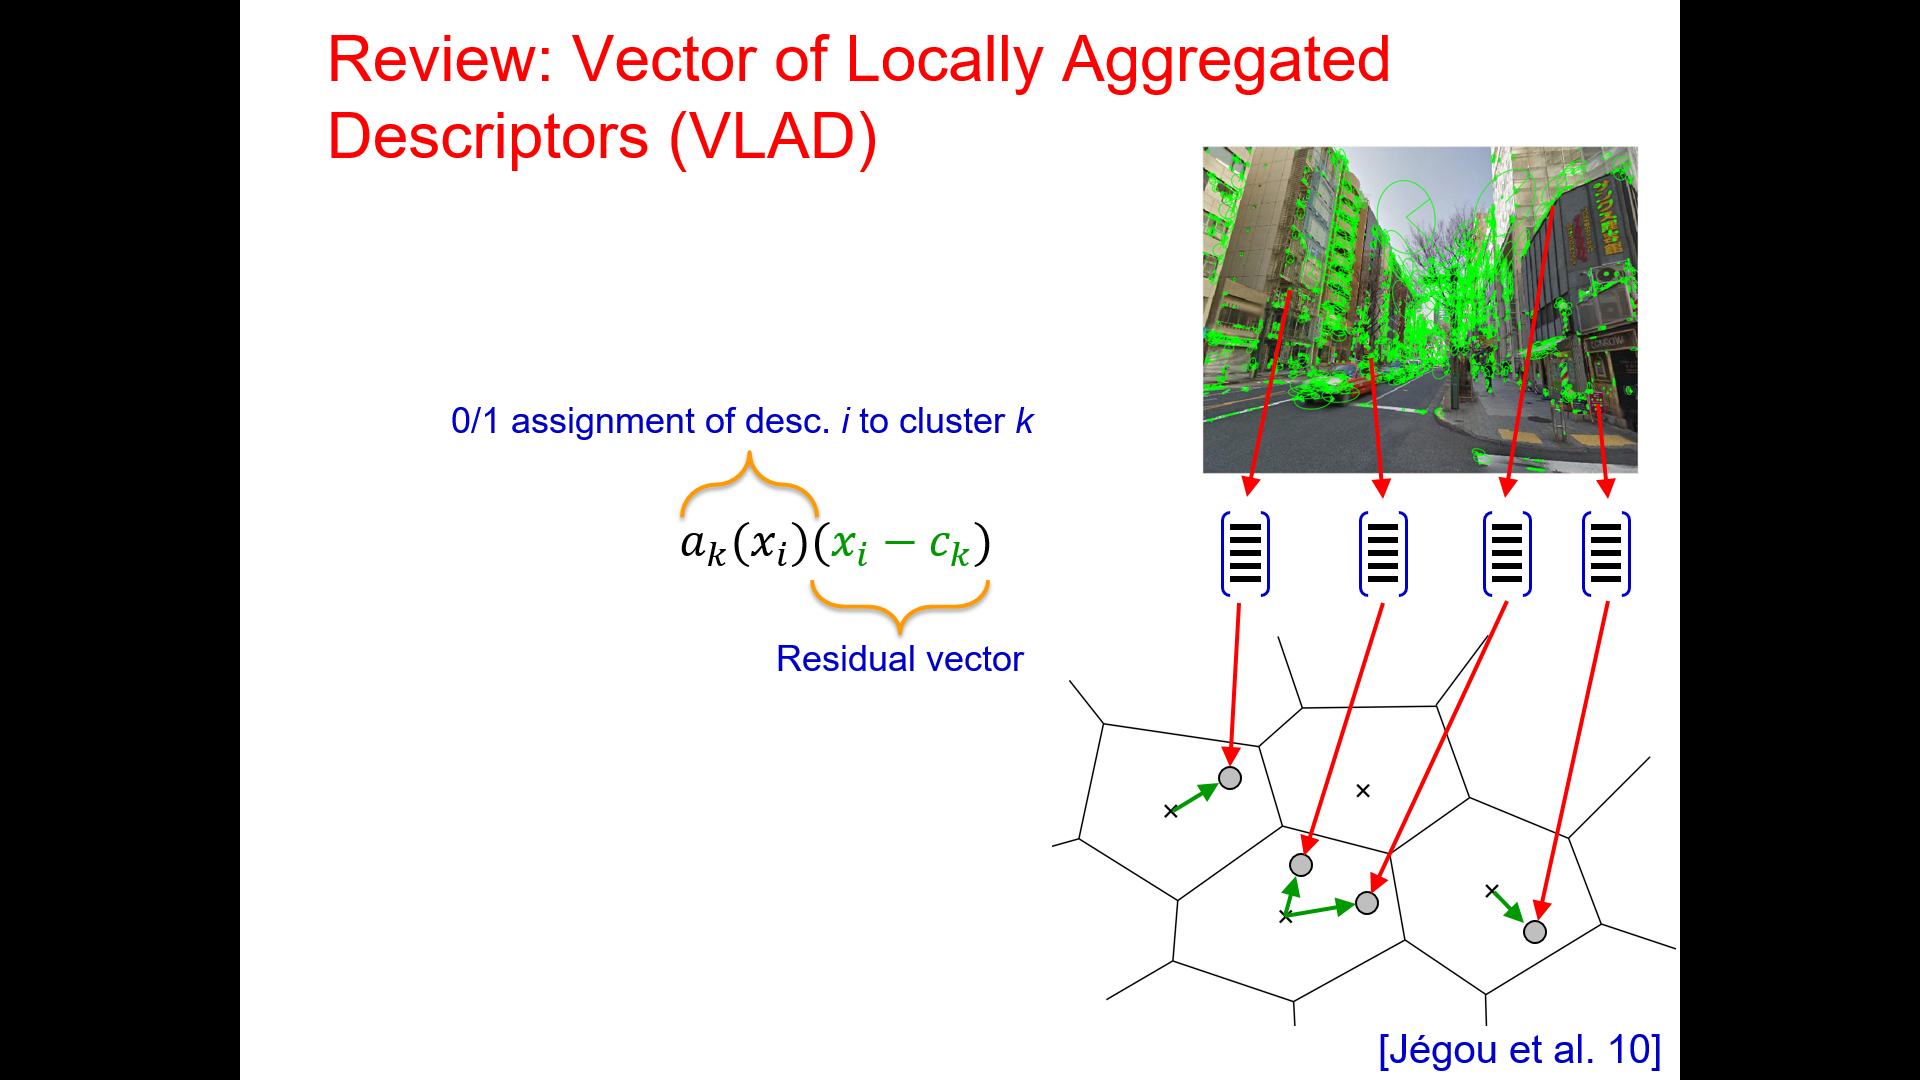 Review: Vector of Locally Aggregated
Descriptors (VLAD)
0/1 assignment of desc. i to cluster k
a_k(x_i)(x_i − c_k)
Residual vector
[Jégou et al. 10]